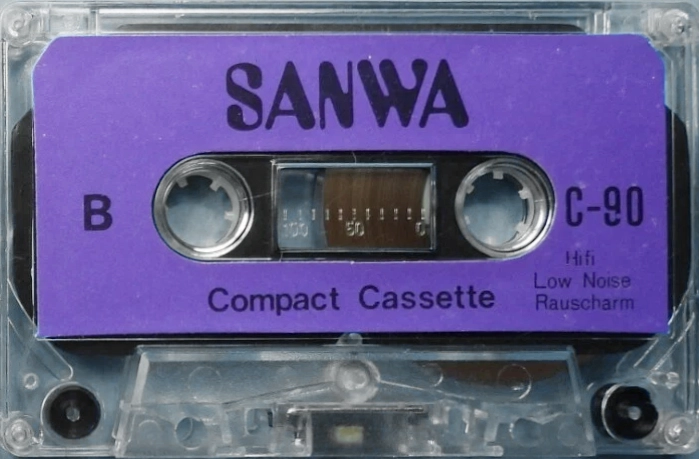 SANWA
B
C-90
100 50 0
Hifi
Low Noise
Rauscharm
Compact Cassette